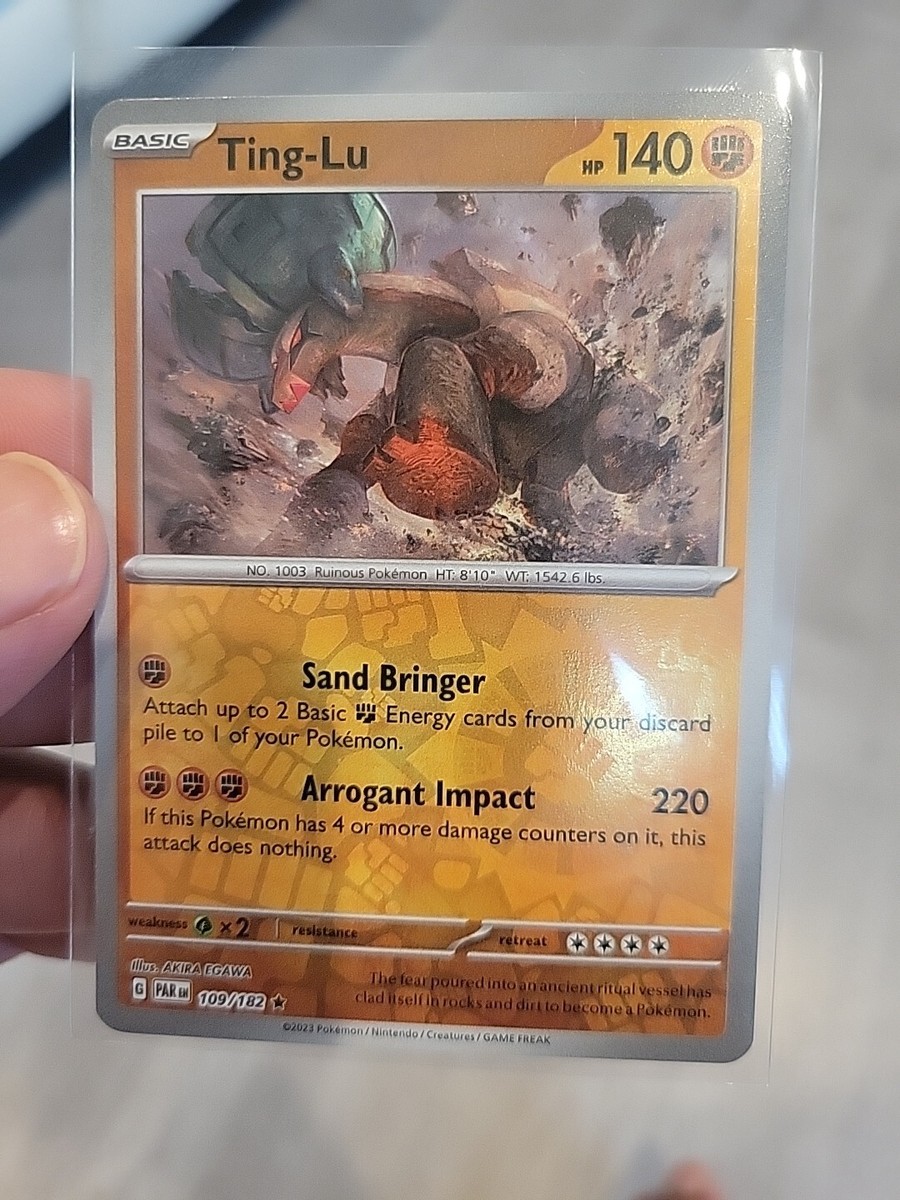 BASIC Ting-Lu HP 140
NO. 1003 Ruinous Pokémon HT: 8'10" WT: 1542.6 lbs.
Sand Bringer
Attach up to 2 Basic Energy cards from your discard
pile to 1 of your Pokémon.
Arrogant Impact 220
If this Pokémon has 4 or more damage counters on it, this
attack does nothing.
weakness ×2 resistance retreat
Illus. AKIRA EGAWA
The fear poured into an ancient ritual vessel has
clad itself in rocks and dirt to become a Pokémon.
G PAR EN 109/182 ★
©2023 Pokémon / Nintendo / Creatures / GAME FREAK